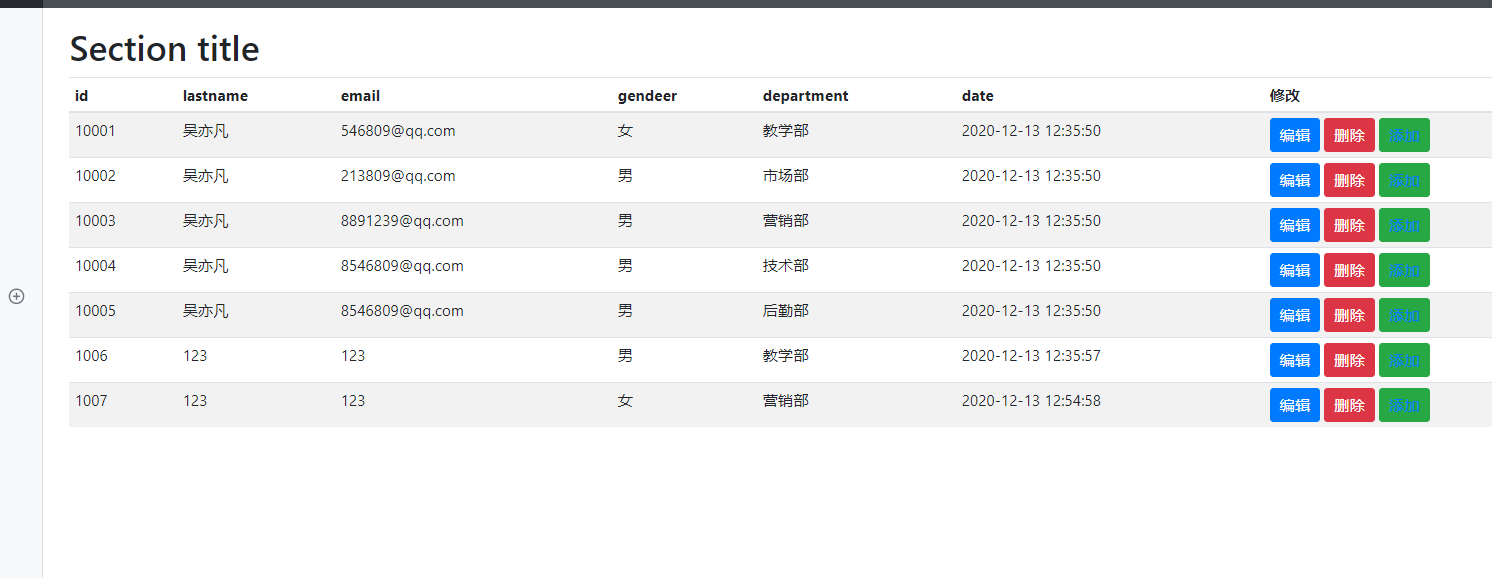 Section title
id lastname email gendeer department date 修改
10001 吴亦凡 546809@qq.com 女 教学部 2020-12-13 12:35:50 编辑 删除 添加
10002 吴亦凡 213809@qq.com 男 市场部 2020-12-13 12:35:50 编辑 删除 添加
10003 吴亦凡 8891239@qq.com 男 营销部 2020-12-13 12:35:50 编辑 删除 添加
10004 吴亦凡 8546809@qq.com 男 技术部 2020-12-13 12:35:50 编辑 删除 添加
10005 吴亦凡 8546809@qq.com 男 后勤部 2020-12-13 12:35:50 编辑 删除 添加
1006 123 123 男 教学部 2020-12-13 12:35:57 编辑 删除 添加
1007 123 123 女 营销部 2020-12-13 12:54:58 编辑 删除 添加